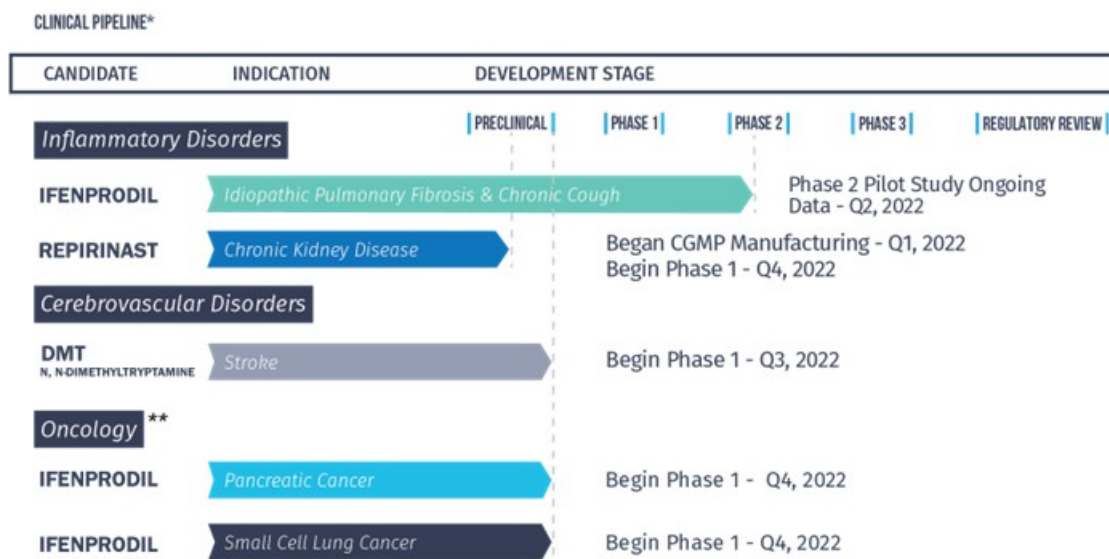 CLINICAL PIPELINE*
CANDIDATE INDICATION DEVELOPMENT STAGE
PRECLINICAL PHASE 1 PHASE 2 PHASE 3 REGULATORY REVIEW
Inflammatory Disorders
IFENPRODIL Idiopathic Pulmonary Fibrosis & Chronic Cough Phase 2 Pilot Study Ongoing
Data - Q2, 2022
REPIRINAST Chronic Kidney Disease Began CGMP Manufacturing - Q1, 2022
Begin Phase 1 - Q4, 2022
Cerebrovascular Disorders
DMT Stroke Begin Phase 1 - Q3, 2022
N, N-DIMETHYLTRYPTAMINE
Oncology **
IFENPRODIL Pancreatic Cancer Begin Phase 1 - Q4, 2022
IFENPRODIL Small Cell Lung Cancer Begin Phase 1 - Q4, 2022